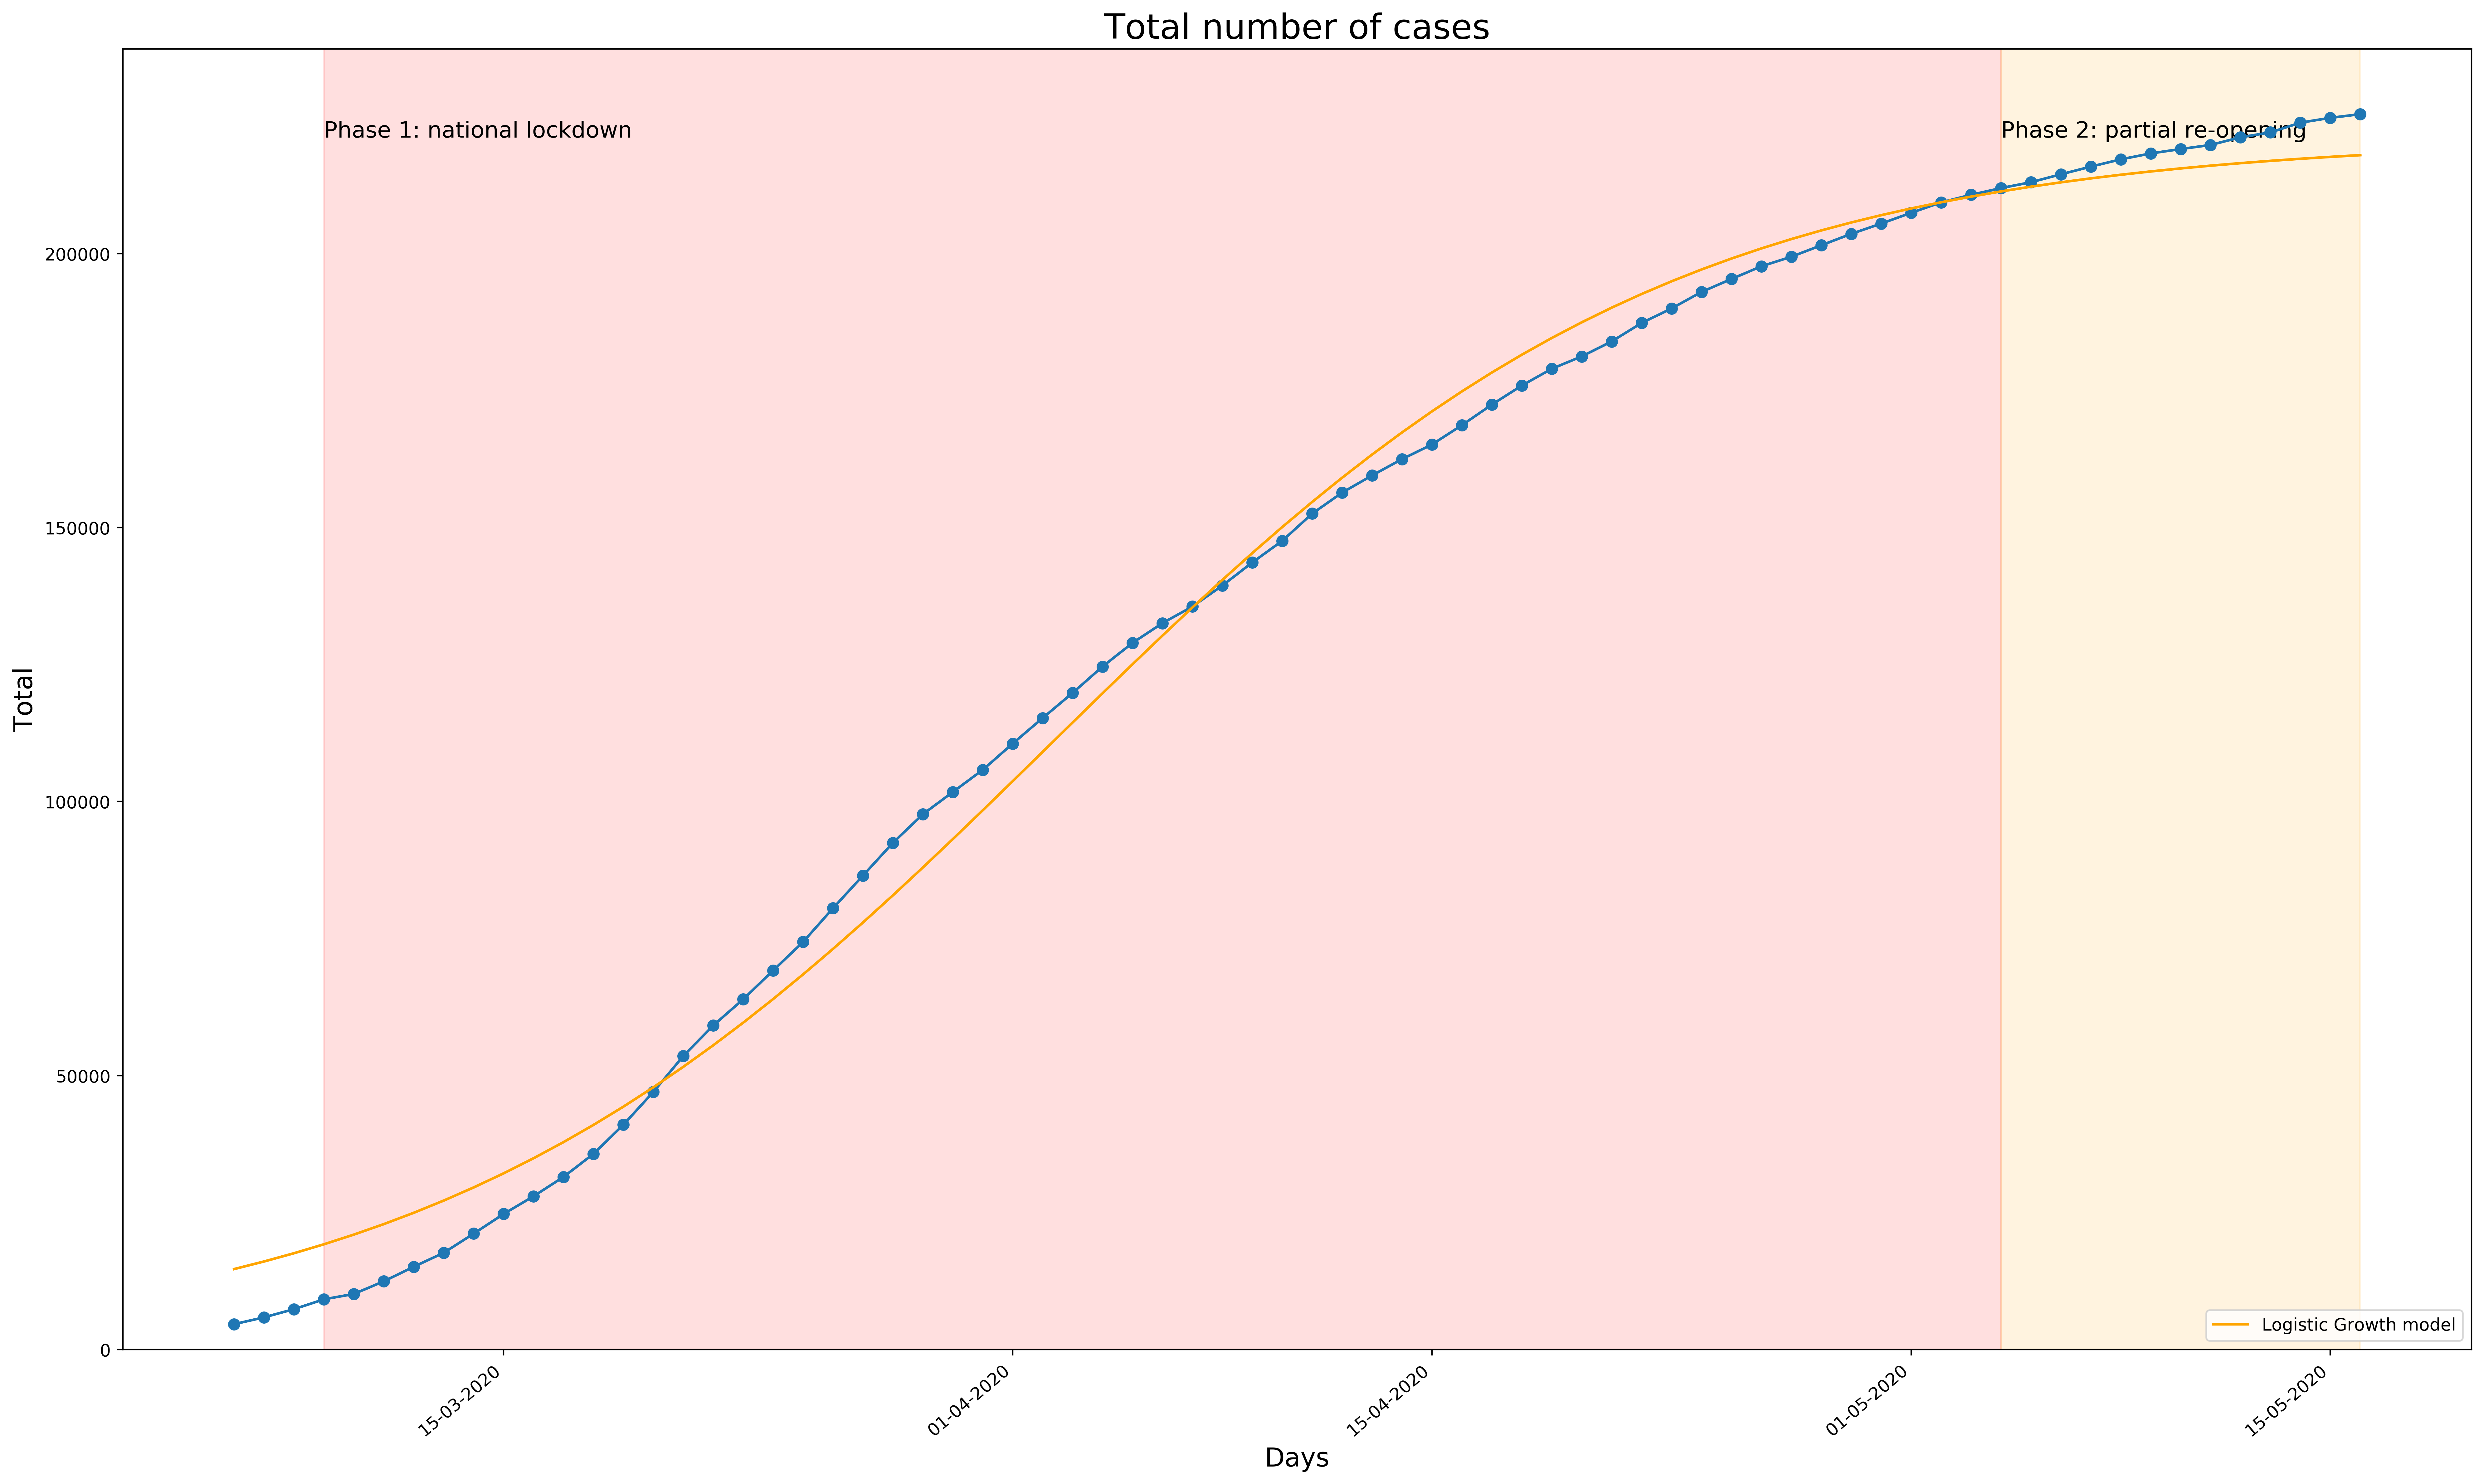 Total number of cases
Phase 1: national lockdown
Phase 2: partial re-opening
200000
150000
100000
50000
0
Total
Logistic Growth model
15-03-2020
01-04-2020
15-04-2020
01-05-2020
15-05-2020
Days